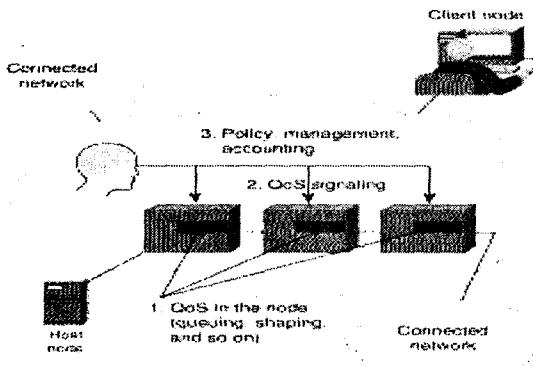 Client node
Connected
network
3. Policy, management,
accounting
2. QoS signaling
1. QoS in the node
(queuing, shaping,
and so on)
Host
node
Connected
network